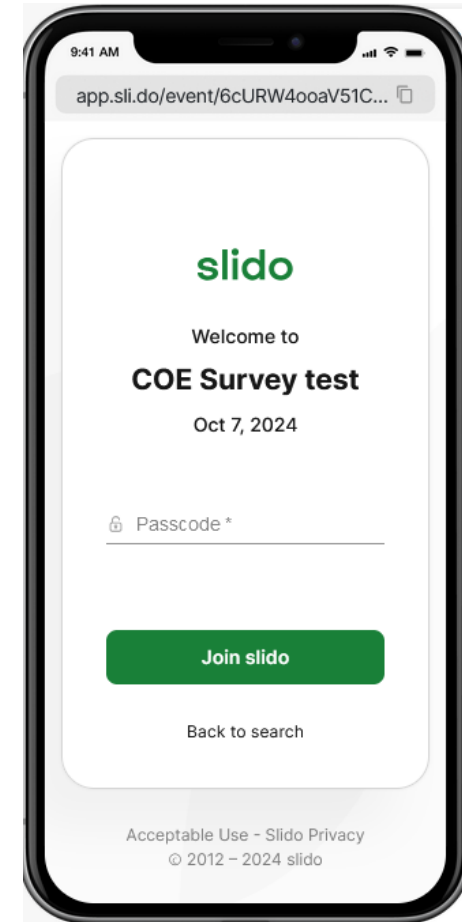 9:41 AM
app.sli.do/event/6cURW4ooaV51C...
slido
Welcome to
COE Survey test
Oct 7, 2024
Passcode *
Join slido
Back to search
Acceptable Use - Slido Privacy
© 2012 – 2024 slido